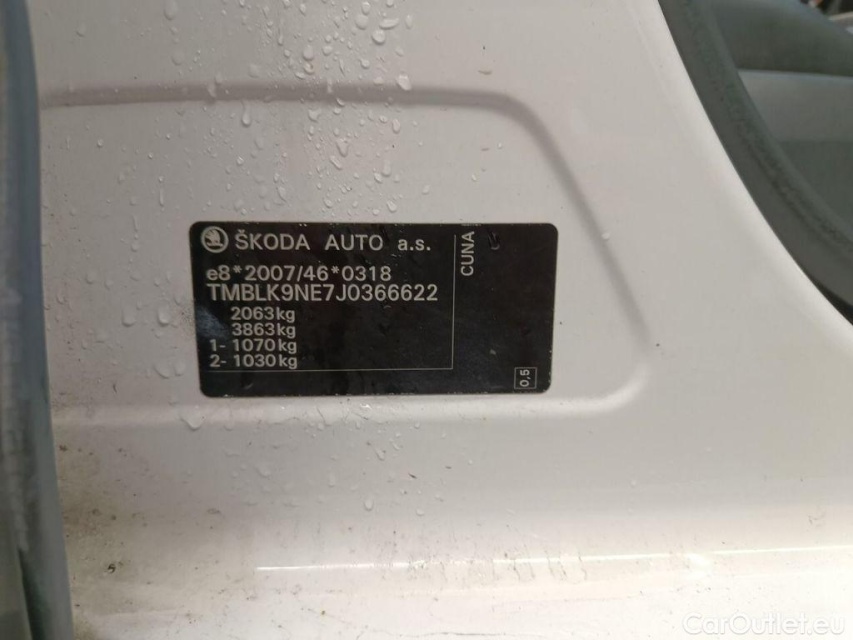 ŠKODA AUTO a.s.
e8*2007/46*0318
TMBLK9NE7J0366622
2063kg
3863kg
1- 1070kg
2- 1030kg
CUNA
0,5
CarOutlet.eu